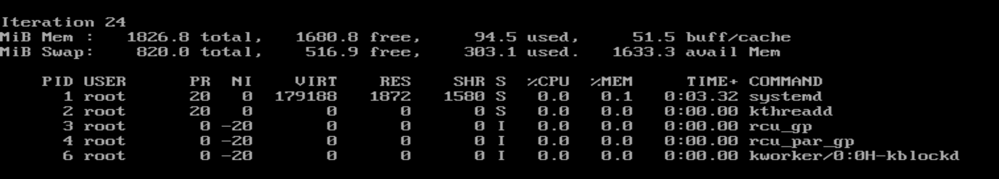 Iteration 24
MiB Mem :   1826.8 total,   1680.8 free,     94.5 used,     51.5 buff/cache
MiB Swap:    820.0 total,    516.9 free,    303.1 used.   1633.3 avail Mem
    PID USER      PR  NI    VIRT    RES    SHR S  %CPU  %MEM     TIME+ COMMAND
      1 root      20   0  179188   1872   1580 S   0.0   0.1   0:03.32 systemd
      2 root      20   0       0      0      0 S   0.0   0.0   0:00.00 kthreadd
      3 root       0 -20       0      0      0 I   0.0   0.0   0:00.00 rcu_gp
      4 root       0 -20       0      0      0 I   0.0   0.0   0:00.00 rcu_par_gp
      6 root       0 -20       0      0      0 I   0.0   0.0   0:00.00 kworker/0:0H-kblockd